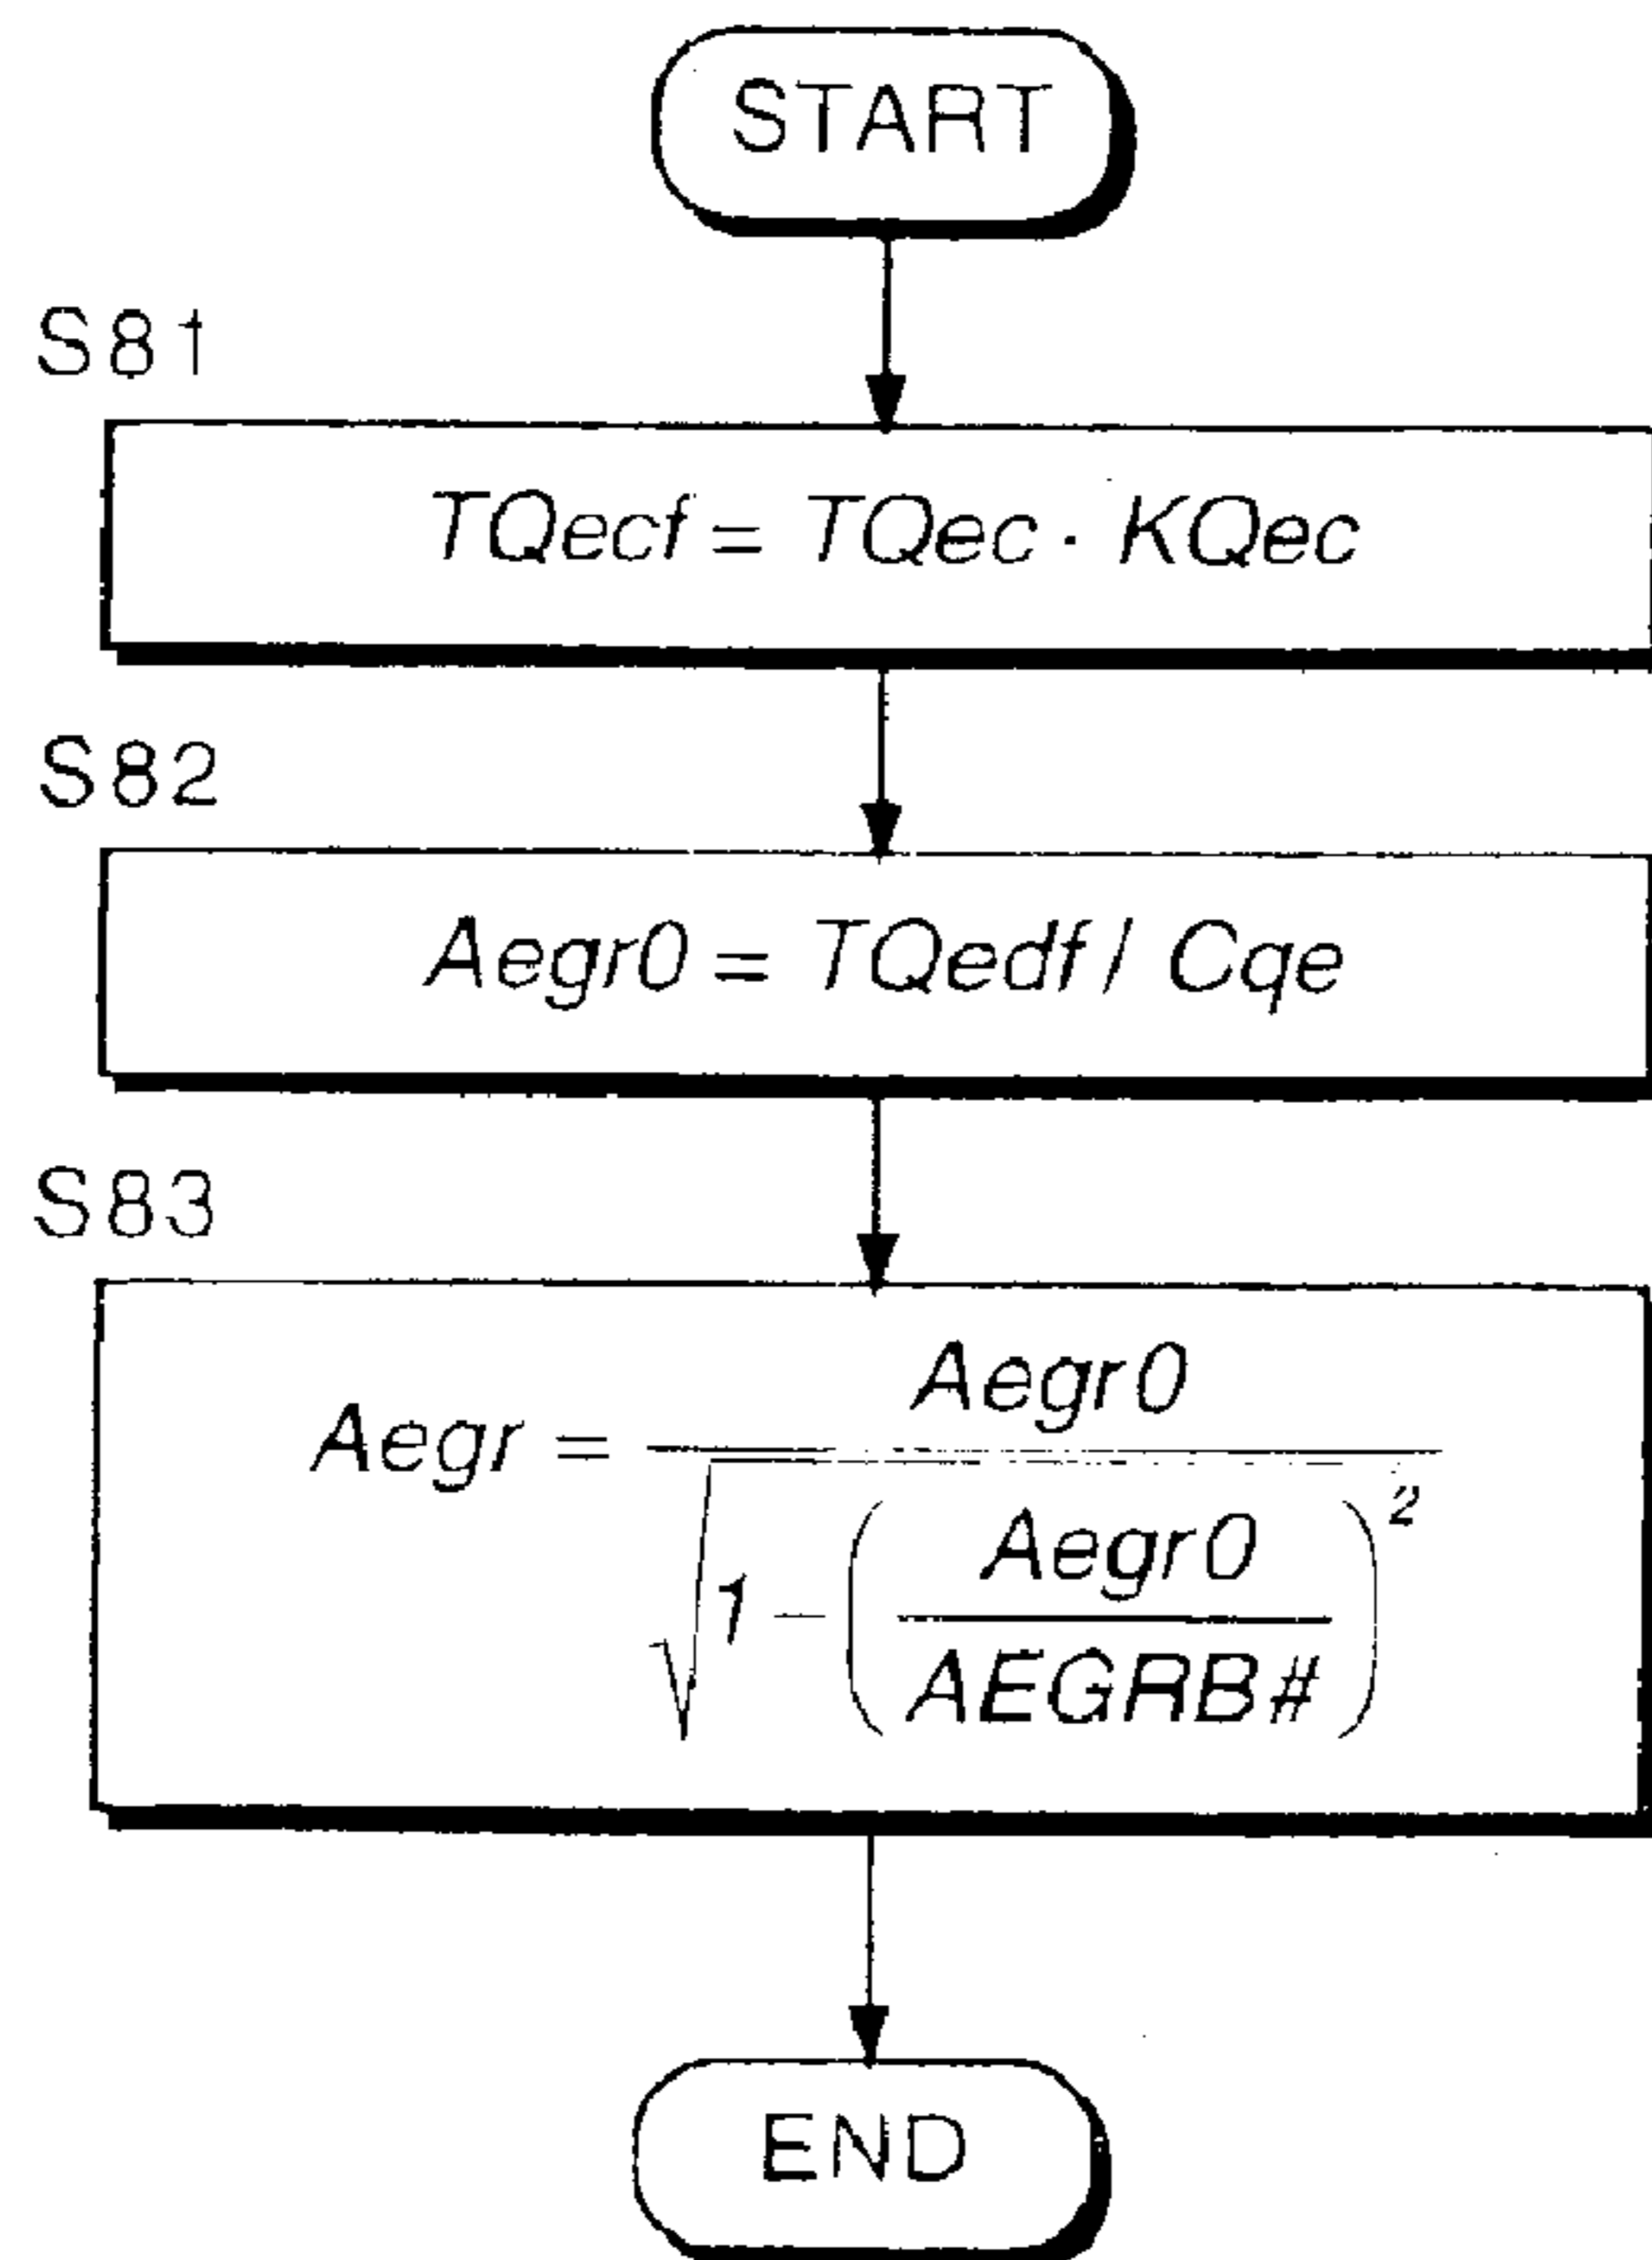 START
S81
TQecf = TQec · KQec
S82
Aegr0 = TQedf / Cqe
S83
Aegr = Aegr0 / √(1 - (Aegr0 / AEGRB#)²)
END